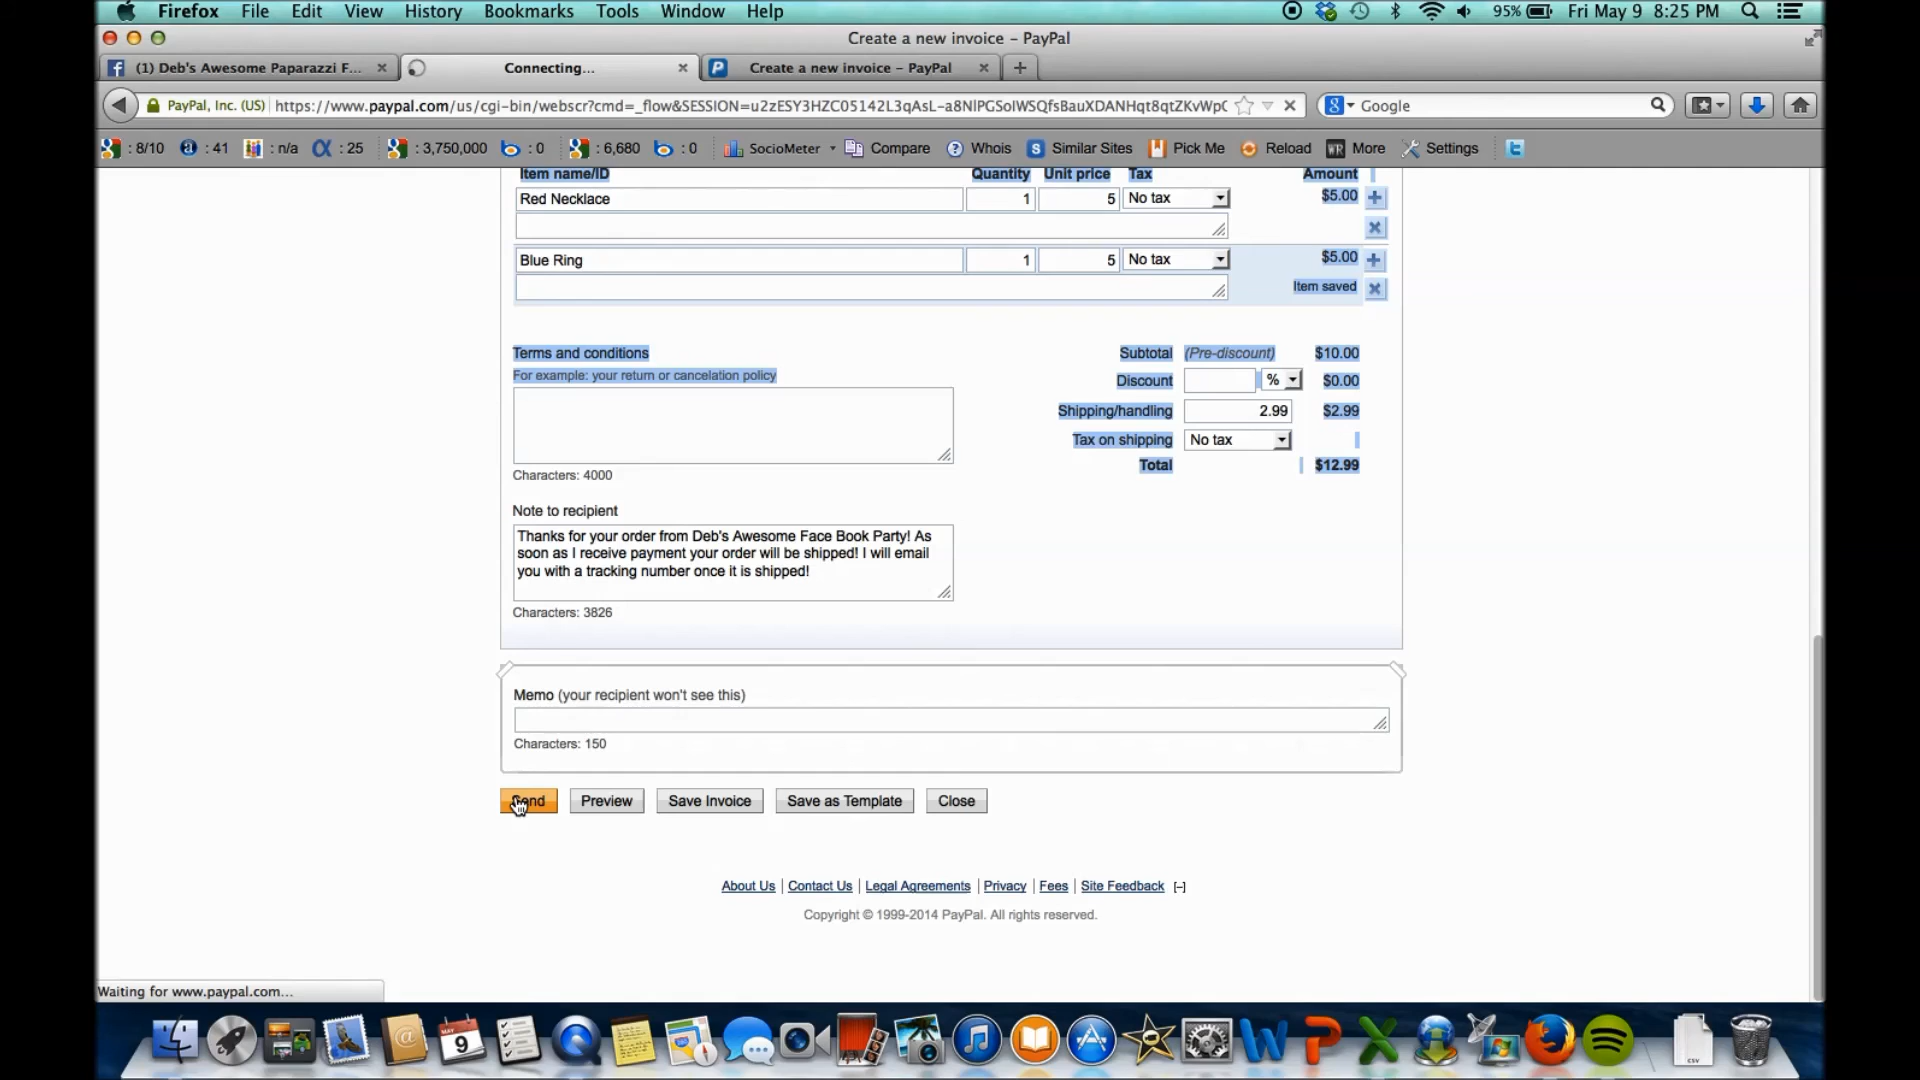 Firefox File Edit View History Bookmarks Tools Window Help 95% Fri May 9 8:25 PM
Create a new invoice – PayPal
(1) Deb's Awesome Paparazzi F... Connecting... Create a new invoice – PayPal
PayPal, Inc. (US) https://www.paypal.com/us/cgi-bin/webscr?cmd=_flow&SESSION=u2zESY3HZC05142L3qAsL-a8NlPGSolWSQfsBauXDANHqt8qtZKvWpC Google
: 8/10 : 41 : n/a : 25 : 3,750,000 : 0 : 6,680 : 0 SocioMeter Compare Whois Similar Sites Pick Me Reload More Settings
Item name/ID Quantity Unit price Tax Amount
Red Necklace 1 5 No tax $5.00
Blue Ring 1 5 No tax $5.00
Item saved
Terms and conditions Subtotal (Pre-discount) $10.00
For example: your return or cancelation policy
Discount % $0.00
Shipping/handling 2.99 $2.99
Tax on shipping No tax
Total $12.99
Characters: 4000
Note to recipient
Thanks for your order from Deb's Awesome Face Book Party! As
soon as I receive payment your order will be shipped! I will email
you with a tracking number once it is shipped!
Characters: 3826
Memo (your recipient won't see this)
Characters: 150
Send Preview Save Invoice Save as Template Close
About Us Contact Us Legal Agreements Privacy Fees Site Feedback [–]
Copyright © 1999-2014 PayPal. All rights reserved.
Waiting for www.paypal.com...
MAY
9
CSV